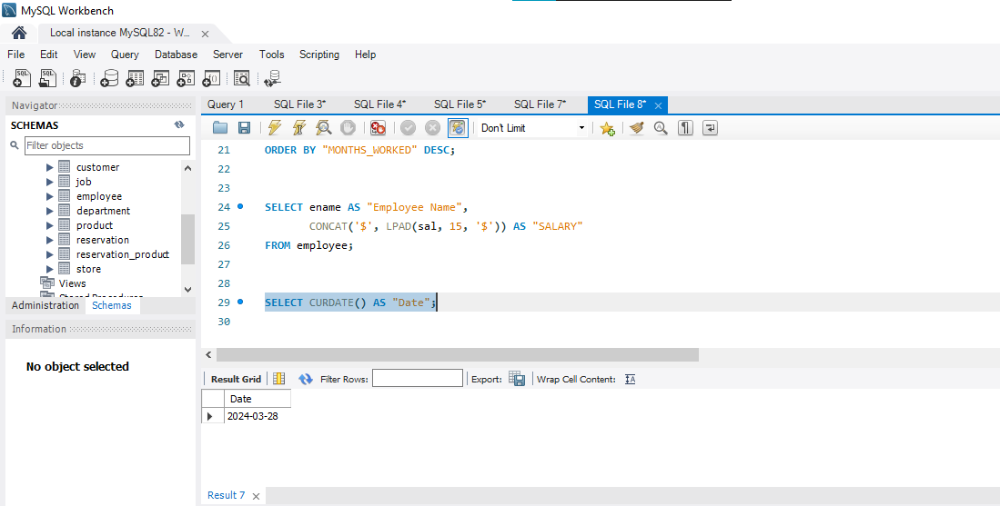 MySQL Workbench
Local instance MySQL82 - W...
File Edit View Query Database Server Tools Scripting Help
Navigator
SCHEMAS
Filter objects
customer
job
employee
department
product
reservation
reservation_product
store
Views
Stored Procedures
Administration Schemas
Information
No object selected
Query 1 SQL File 3* SQL File 4* SQL File 5* SQL File 7* SQL File 8*
Don't Limit
21 ORDER BY "MONTHS_WORKED" DESC;
22
23
24 SELECT ename AS "Employee Name",
25 CONCAT('$', LPAD(sal, 15, '$')) AS "SALARY"
26 FROM employee;
27
28
29 SELECT CURDATE() AS "Date";
30
Result Grid Filter Rows: Export: Wrap Cell Content:
Date
2024-03-28
Result 7